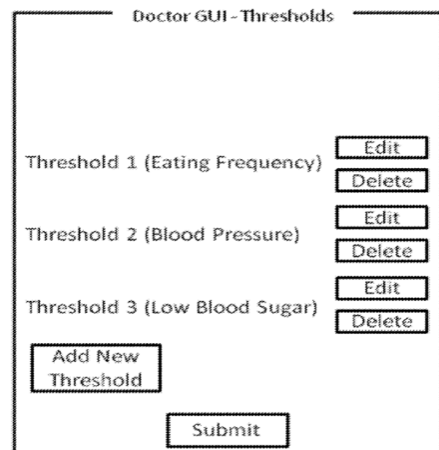 Doctor GUI - Thresholds
Edit
Threshold 1 (Eating Frequency)
Delete
Edit
Threshold 2 (Blood Pressure)
Delete
Edit
Threshold 3 (Low Blood Sugar)
Delete
Add New
Threshold
Submit